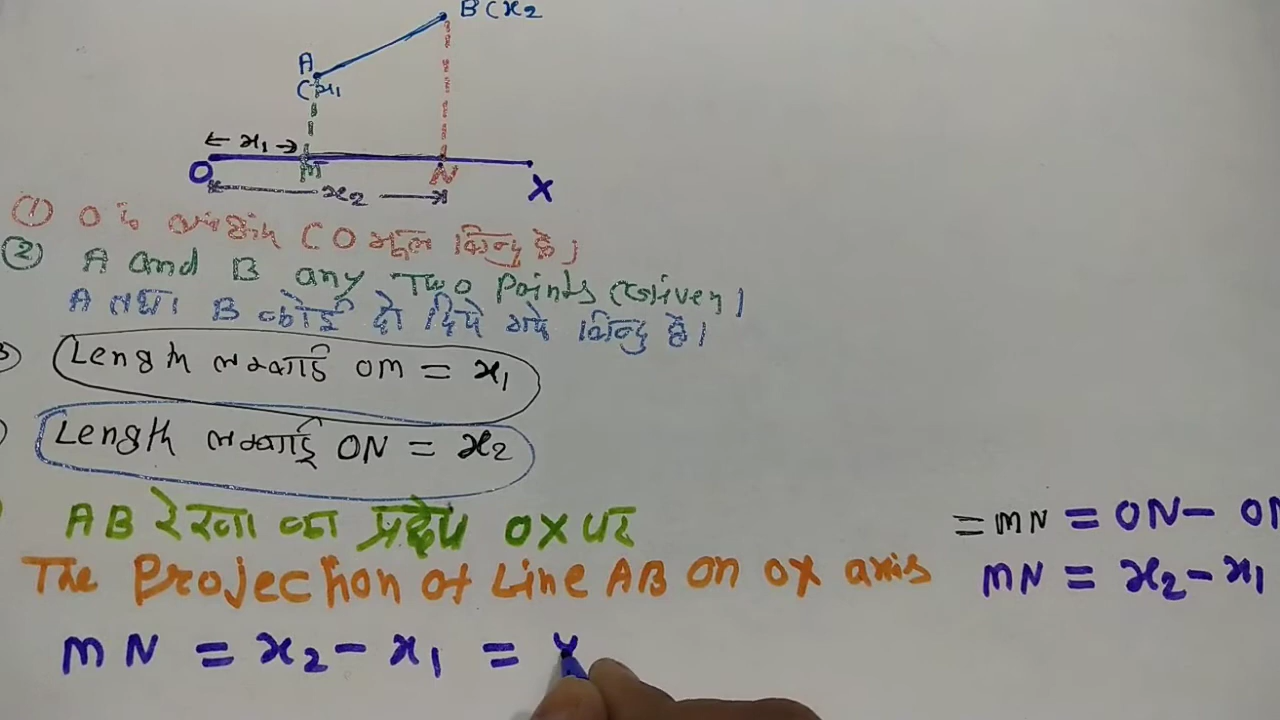 B(x2
A
(x1
← x1 →
O M N X
x2
① O is origin (O मूल बिन्दु है।
② A and B any Two Points (Given)
A तथा B कोई दो दिये गये बिन्दु है।
Length लम्बाई OM = x1
Length लम्बाई ON = x2
AB रेखा का प्रक्षेप OX पर
= MN = ON -
The Projection of Line AB on ox axis
MN = x2 - x1
MN = x2 - x1 =